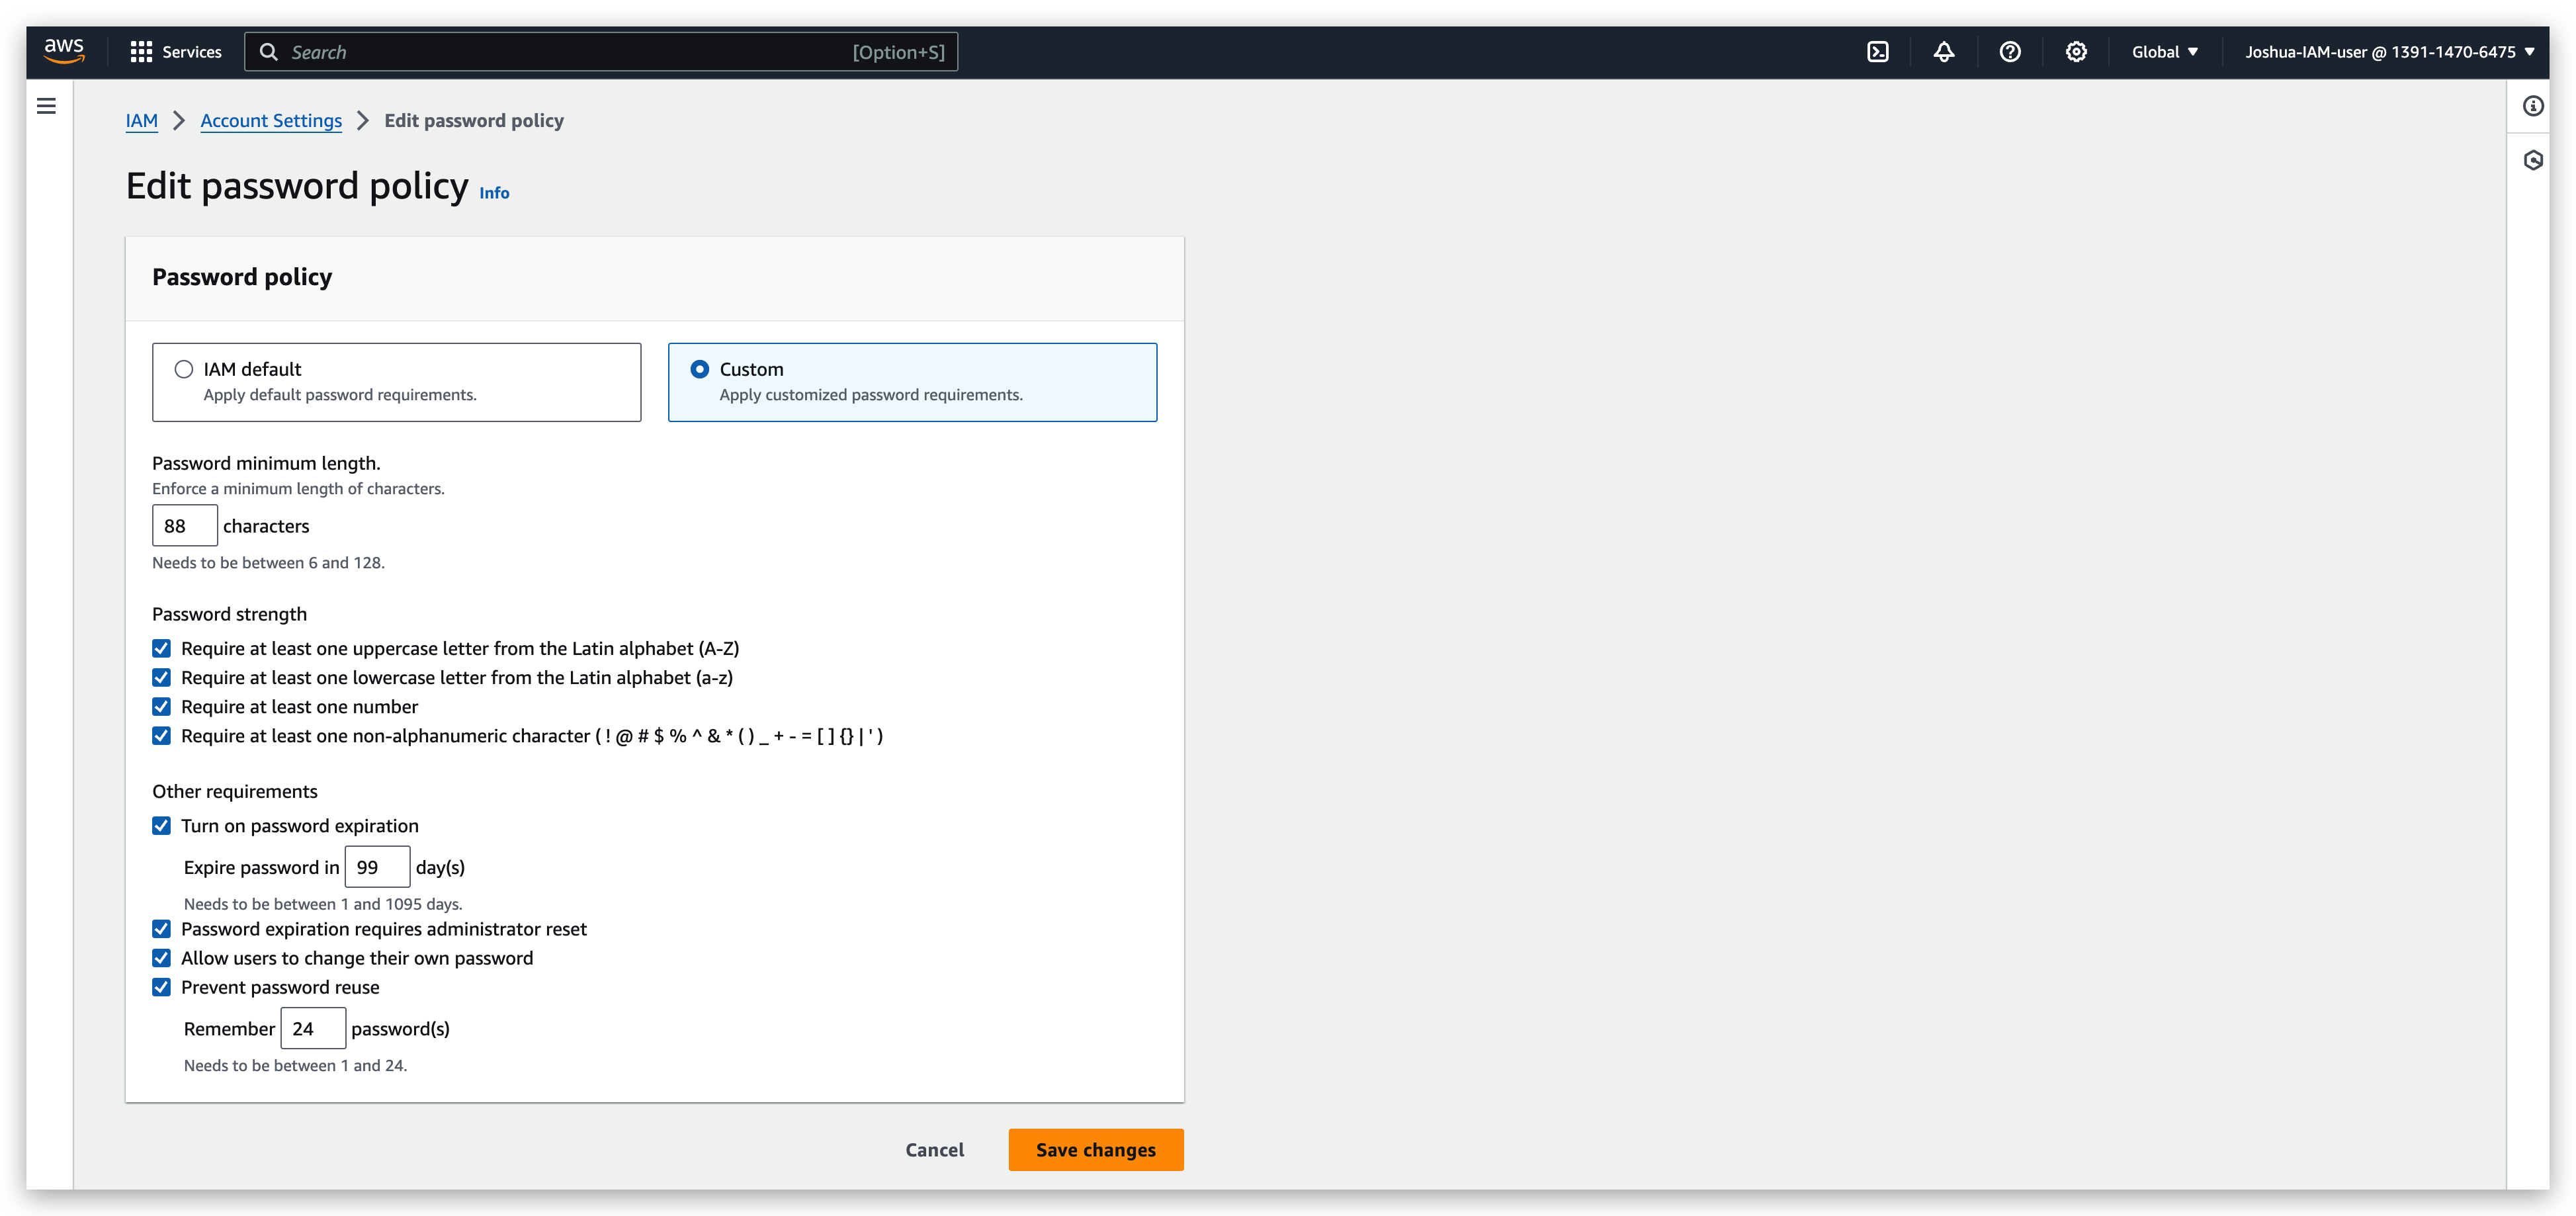 aws Services Search [Option+S] Global Joshua-IAM-user @ 1391-1470-6475
IAM Account Settings Edit password policy
Edit password policy Info
Password policy
IAM default
Apply default password requirements.
Custom
Apply customized password requirements.
Password minimum length.
Enforce a minimum length of characters.
88 characters
Needs to be between 6 and 128.
Password strength
Require at least one uppercase letter from the Latin alphabet (A-Z)
Require at least one lowercase letter from the Latin alphabet (a-z)
Require at least one number
Require at least one non-alphanumeric character ( ! @ # $ % ^ & * ( ) _ + - = [ ] {} | ' )
Other requirements
Turn on password expiration
Expire password in 99 day(s)
Needs to be between 1 and 1095 days.
Password expiration requires administrator reset
Allow users to change their own password
Prevent password reuse
Remember 24 password(s)
Needs to be between 1 and 24.
Cancel Save changes